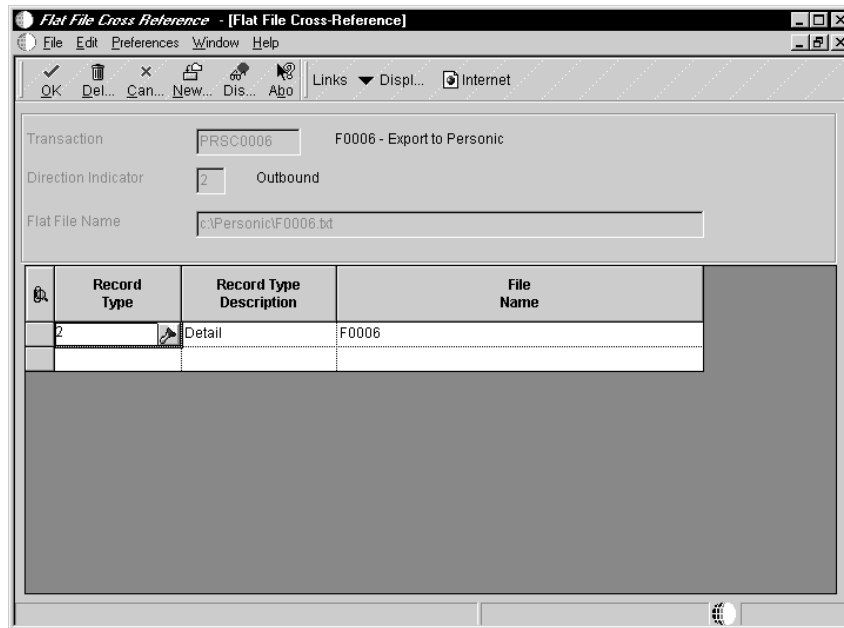 Flat File Cross Reference - [Flat File Cross-Reference]
File Edit Preferences Window Help
OK Del... Can... New... Dis... Abo Links Displ... Internet
Transaction PRSC0006 F0006 - Export to Personic
Direction Indicator 2 Outbound
Flat File Name c:\Personic\F0006.txt
Record Type Record Type Description File Name
2 Detail F0006